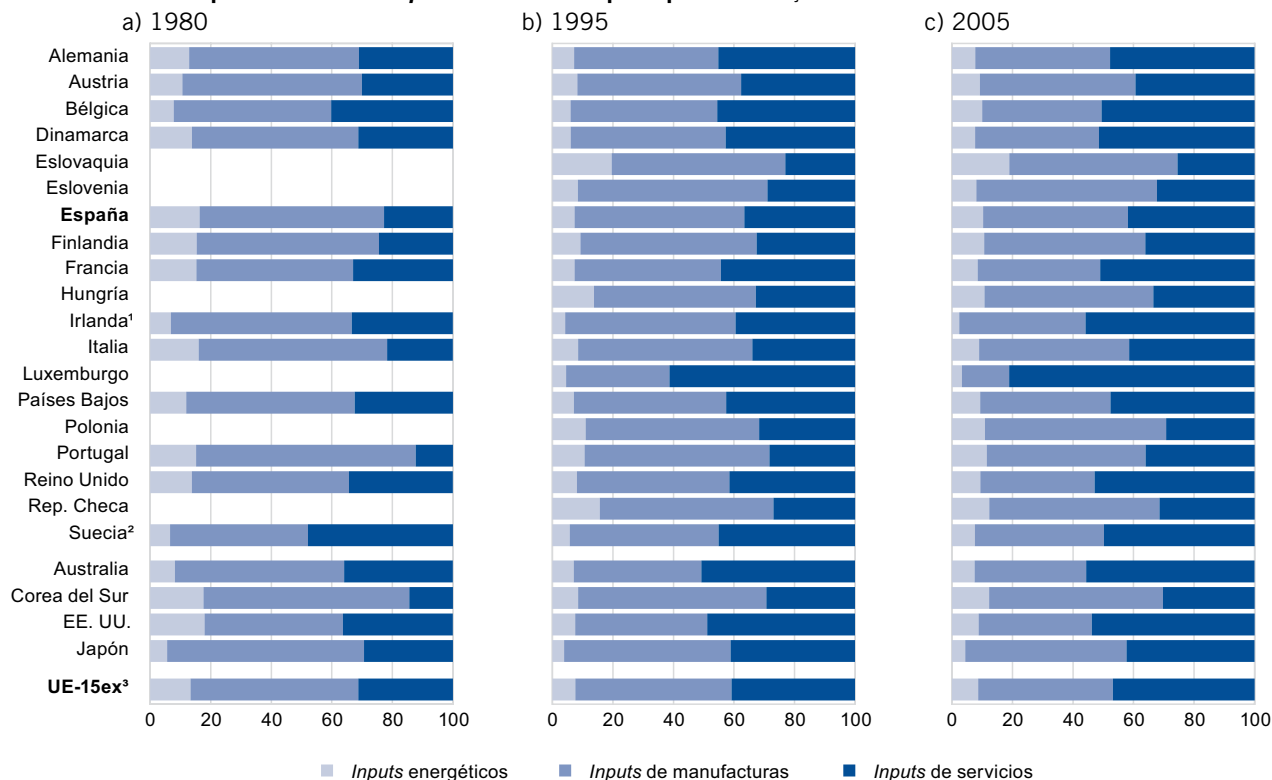 a) 1980
b) 1995
c) 2005
Alemania
Austria
Bélgica
Dinamarca
Eslovaquia
Eslovenia
España
Finlandia
Francia
Hungría
Irlanda¹
Italia
Luxemburgo
Países Bajos
Polonia
Portugal
Reino Unido
Rep. Checa
Suecia²
Australia
Corea del Sur
EE. UU.
Japón
UE-15ex³
0 20 40 60 80 100
0 20 40 60 80 100
0 20 40 60 80 100
Inputs energéticos
Inputs de manufacturas
Inputs de servicios